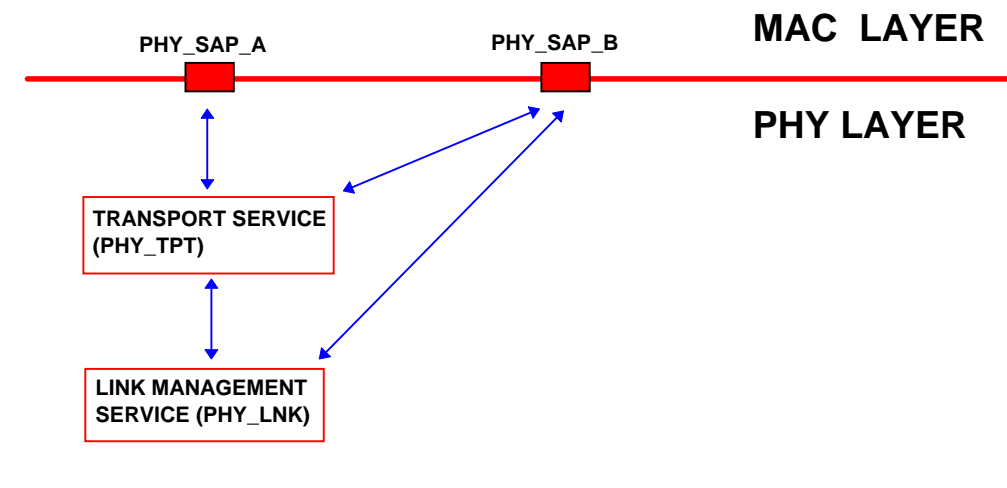 MAC LAYER
PHY_SAP_A
PHY_SAP_B
PHY LAYER
TRANSPORT SERVICE
(PHY_TPT)
LINK MANAGEMENT
SERVICE (PHY_LNK)